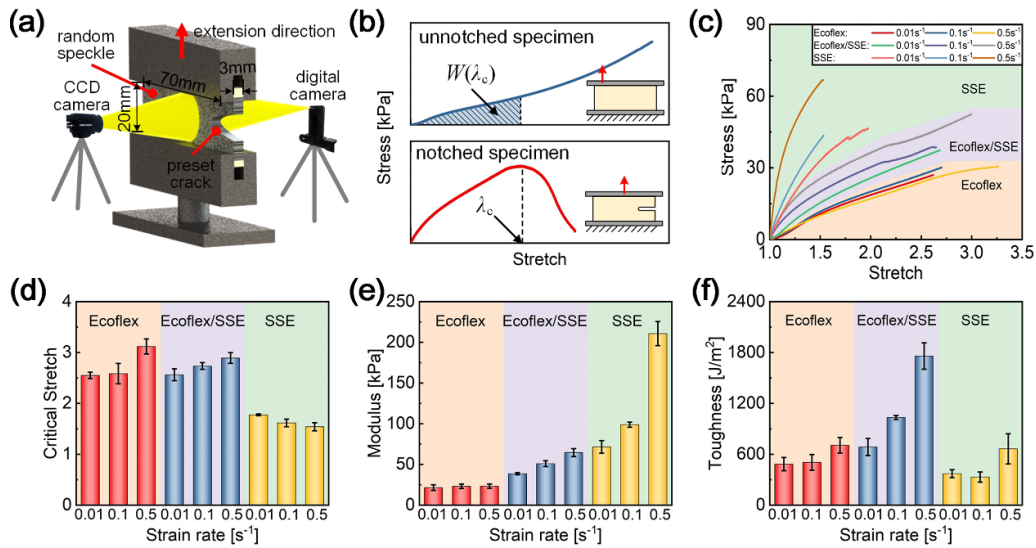 (a)
random
speckle
extension direction
70mm
3mm
20mm
CCD
camera
digital
camera
preset
crack
(b)
Stress [kPa]
unnotched specimen
W(λc)
notched specimen
λc
Stretch
(c)
Stress [kPa]
90
60
30
0
Ecoflex: 0.01s⁻¹ 0.1s⁻¹ 0.5s⁻¹
Ecoflex/SSE: 0.01s⁻¹ 0.1s⁻¹ 0.5s⁻¹
SSE: 0.01s⁻¹ 0.1s⁻¹ 0.5s⁻¹
SSE
Ecoflex/SSE
Ecoflex
1.0 1.5 2.0 2.5 3.0 3.5
Stretch
(d)
Critical Stretch
4
3
2
1
0
Ecoflex Ecoflex/SSE SSE
0.01 0.1 0.5 0.01 0.1 0.5 0.01 0.1 0.5
Strain rate [s⁻¹]
(e)
Modulus [kPa]
250
200
150
100
50
0
Ecoflex Ecoflex/SSE SSE
0.01 0.1 0.5 0.01 0.1 0.5 0.01 0.1 0.5
Strain rate [s⁻¹]
(f)
Toughness [J/m²]
2400
1800
1200
600
0
Ecoflex Ecoflex/SSE SSE
0.01 0.1 0.5 0.01 0.1 0.5 0.01 0.1 0.5
Strain rate [s⁻¹]